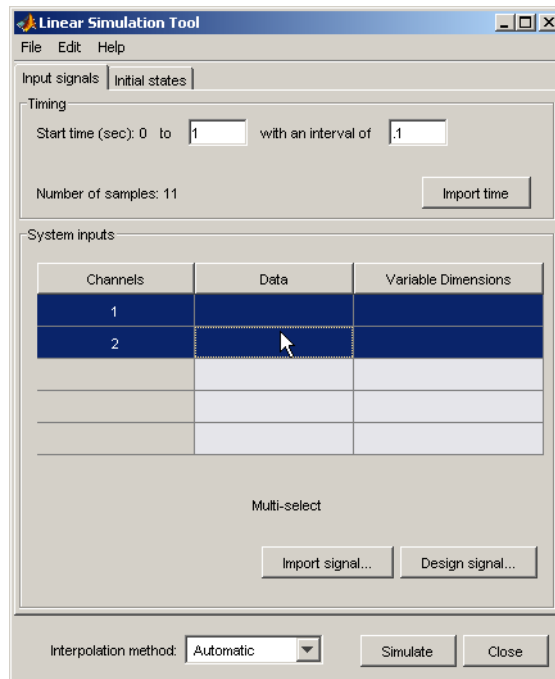 Linear Simulation Tool
File Edit Help
Input signals Initial states
Timing
Start time (sec): 0 to 1 with an interval of .1
Number of samples: 11 Import time
System inputs
Channels Data Variable Dimensions
1
2
Multi-select
Import signal... Design signal...
Interpolation method: Automatic Simulate Close